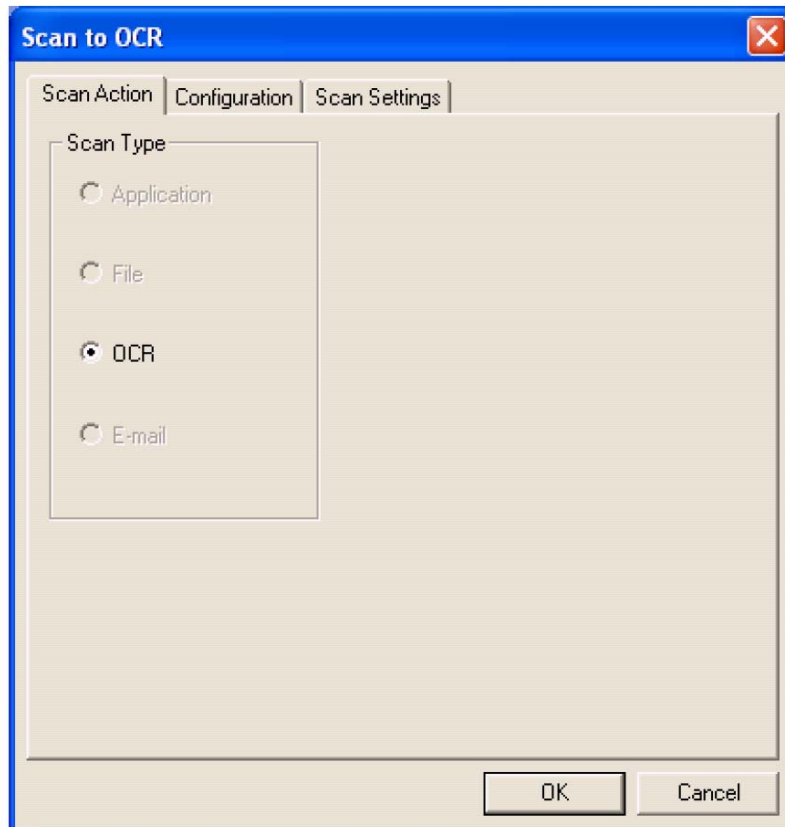 Scan to OCR
Scan Action Configuration Scan Settings
Scan Type
Application
File
OCR
E-mail
OK Cancel